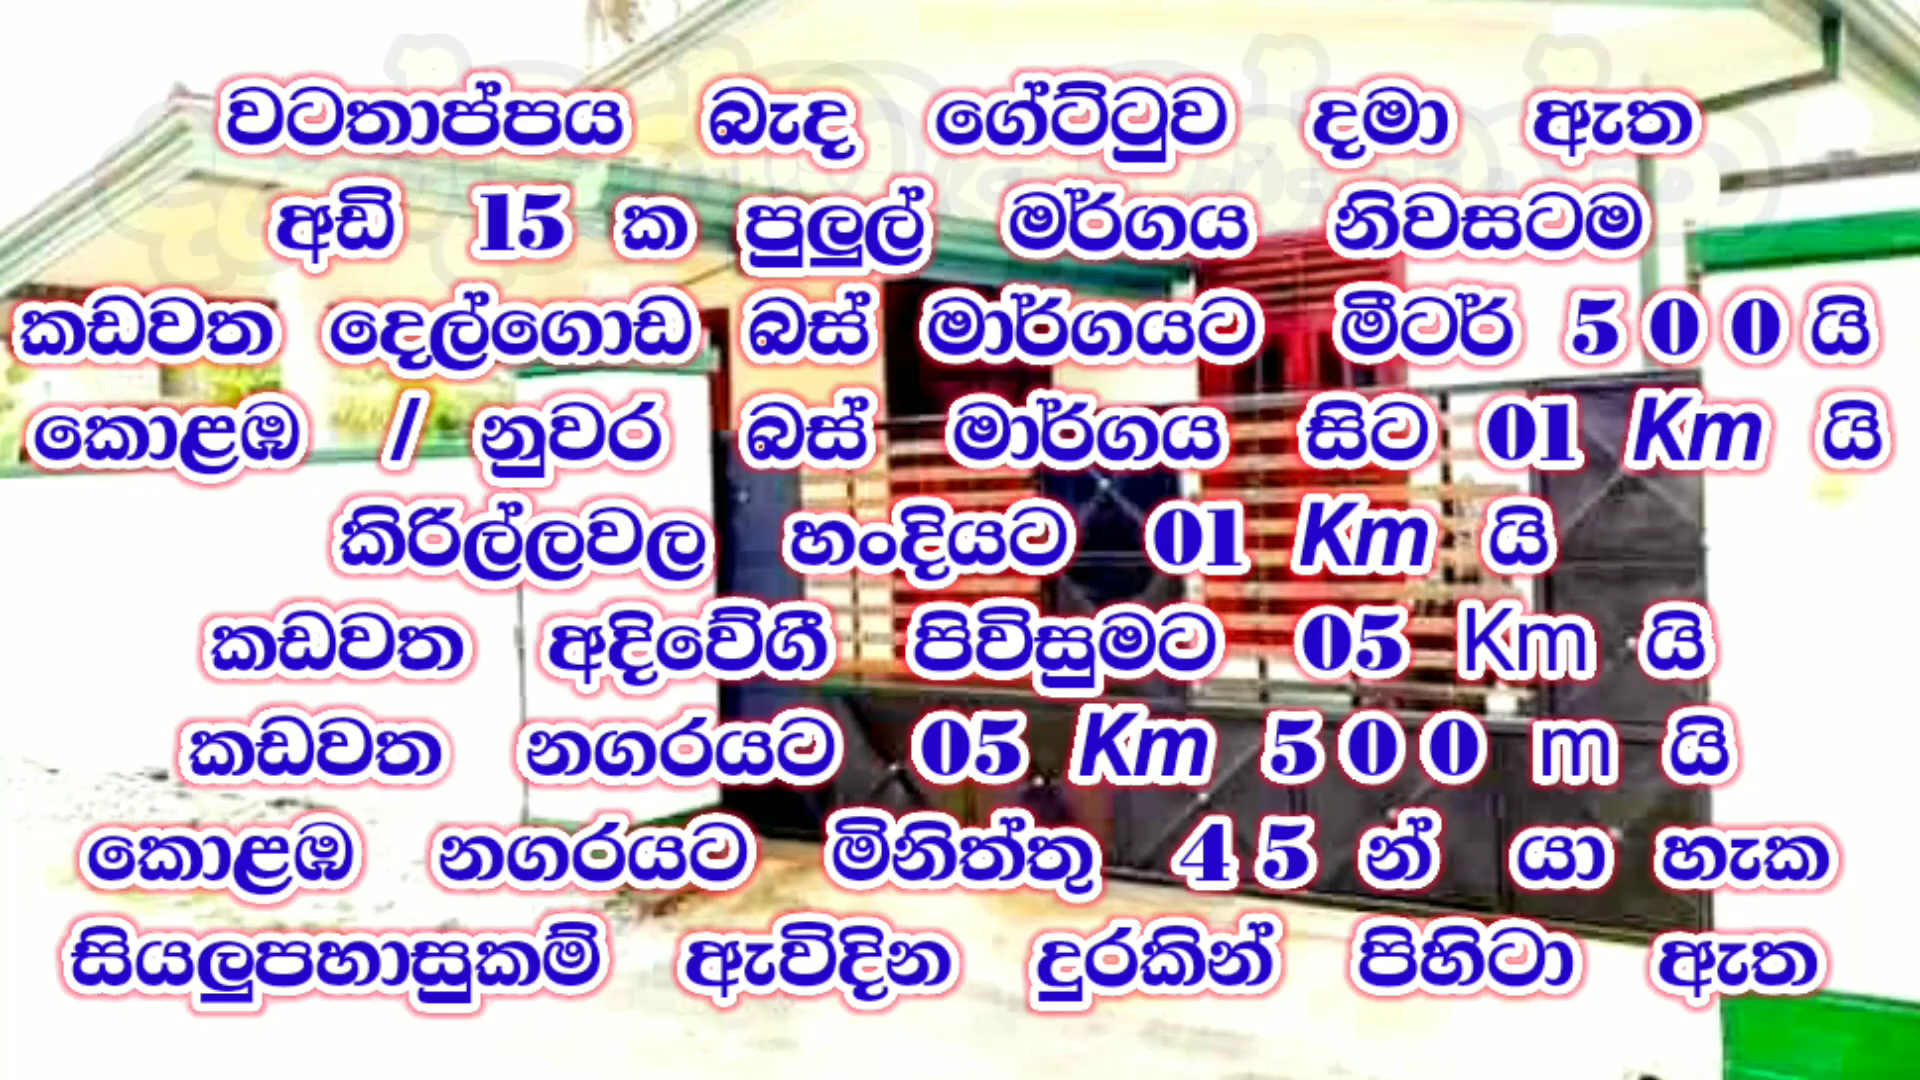 වටතාප්පය බැද ගේට්ටුව දමා ඇත
අඩි 15 ක පුලුල් මර්ගය නිවසටම
කඩවත දෙල්ගොඩ බස් මාර්ගයට මීටර් 500යි
කොළඹ / නුවර බස් මාර්ගය සිට 01 Km යි
කිරිල්ලවල හංදියට 01 Km යි
කඩවත අදිවේගී පිවිසුමට 05 Km යි
කඩවත නගරයට 05 Km 500 m යි
කොළඹ නගරයට මිනිත්තු 45 න් යා හැක
සියලුපහාසුකම් ඇවිදින දුරකින් පිහිටා ඇත